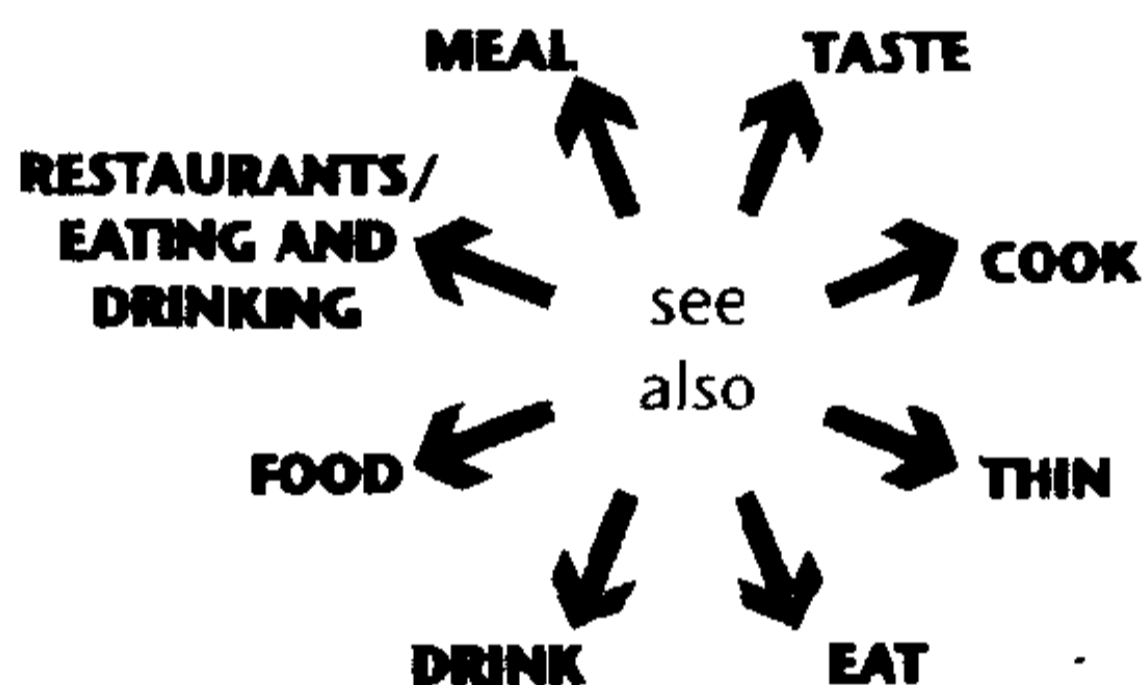 MEAL
TASTE
RESTAURANTS/
EATING AND
DRINKING
COOK
see
also
FOOD
THIN
DRINK
EAT